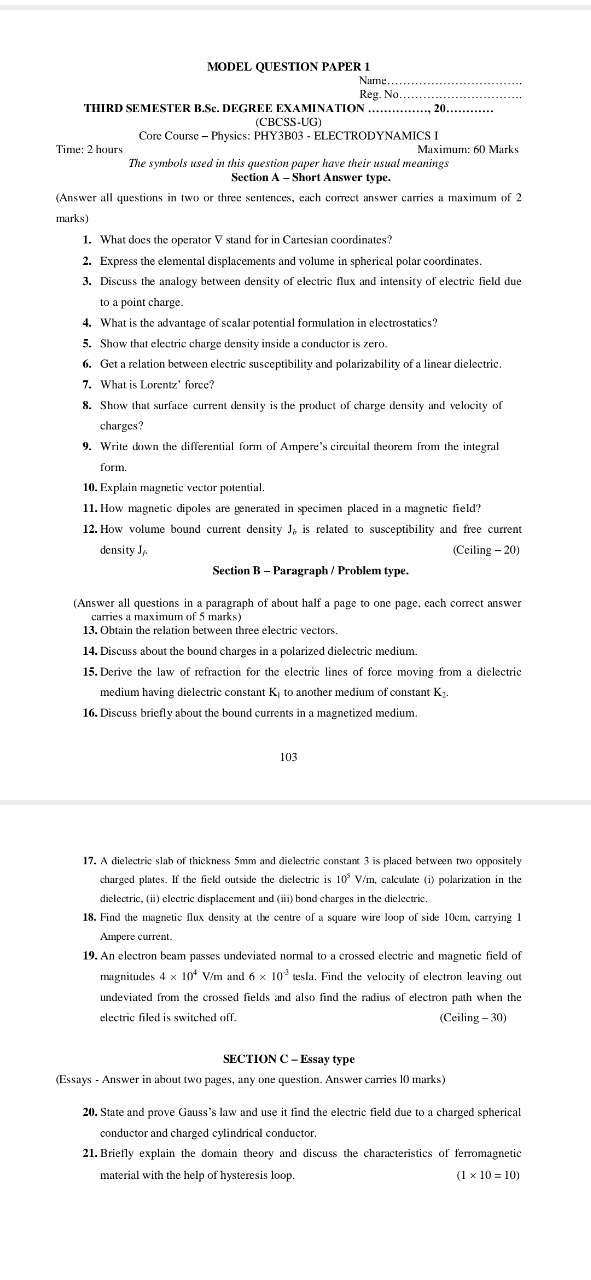 MODEL QUESTION PAPER 1
Name…………………………….
Reg. No………………………….
THIRD SEMESTER B.Sc. DEGREE EXAMINATION ……………, 20…………
(CBCSS-UG)
Core Course – Physics: PHY3B03 - ELECTRODYNAMICS I
Time: 2 hours Maximum: 60 Marks
The symbols used in this question paper have their usual meanings
Section A – Short Answer type.
(Answer all questions in two or three sentences, each correct answer carries a maximum of 2
marks)
1. What does the operator ∇ stand for in Cartesian coordinates?
2. Express the elemental displacements and volume in spherical polar coordinates.
3. Discuss the analogy between density of electric flux and intensity of electric field due
to a point charge.
4. What is the advantage of scalar potential formulation in electrostatics?
5. Show that electric charge density inside a conductor is zero.
6. Get a relation between electric susceptibility and polarizability of a linear dielectric.
7. What is Lorentz’ force?
8. Show that surface current density is the product of charge density and velocity of
charges?
9. Write down the differential form of Ampere’s circuital theorem from the integral
form.
10. Explain magnetic vector potential.
11. How magnetic dipoles are generated in specimen placed in a magnetic field?
12. How volume bound current density J_b is related to susceptibility and free current
density J_f. (Ceiling – 20)
Section B – Paragraph / Problem type.
(Answer all questions in a paragraph of about half a page to one page, each correct answer
carries a maximum of 5 marks)
13. Obtain the relation between three electric vectors.
14. Discuss about the bound charges in a polarized dielectric medium.
15. Derive the law of refraction for the electric lines of force moving from a dielectric
medium having dielectric constant K₁ to another medium of constant K₂.
16. Discuss briefly about the bound currents in a magnetized medium.
103
17. A dielectric slab of thickness 5mm and dielectric constant 3 is placed between two oppositely
charged plates. If the field outside the dielectric is 10⁵ V/m, calculate (i) polarization in the
dielectric, (ii) electric displacement and (iii) bond charges in the dielectric.
18. Find the magnetic flux density at the centre of a square wire loop of side 10cm, carrying 1
Ampere current.
19. An electron beam passes undeviated normal to a crossed electric and magnetic field of
magnitudes 4 × 10⁴ V/m and 6 × 10⁻³ tesla. Find the velocity of electron leaving out
undeviated from the crossed fields and also find the radius of electron path when the
electric filed is switched off. (Ceiling – 30)
SECTION C – Essay type
(Essays - Answer in about two pages, any one question. Answer carries l0 marks)
20. State and prove Gauss’s law and use it find the electric field due to a charged spherical
conductor and charged cylindrical conductor.
21. Briefly explain the domain theory and discuss the characteristics of ferromagnetic
material with the help of hysteresis loop. (1 × 10 = 10)